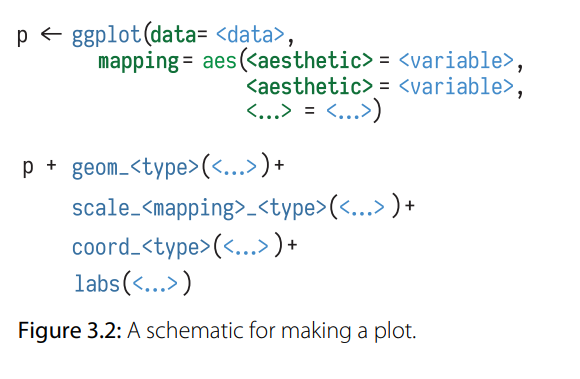 p ← ggplot(data= <data>,
mapping= aes(<aesthetic> = <variable>,
<aesthetic> = <variable>,
<...> = <...>)
p + geom_<type>(<...>)+
scale_<mapping>_<type>(<...>)+
coord_<type>(<...>)+
labs(<...>)
Figure 3.2: A schematic for making a plot.